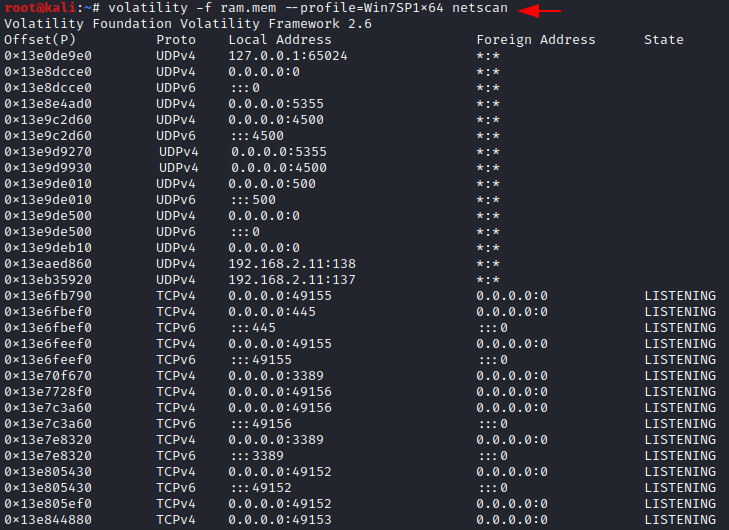 root@kali:~# volatility -f ram.mem --profile=Win7SP1×64 netscan
Volatility Foundation Volatility Framework 2.6
Offset(P) Proto Local Address Foreign Address State
0×13e0de9e0 UDPv4 127.0.0.1:65024 *:*
0×13e8dcce0 UDPv4 0.0.0.0:0 *:*
0×13e8dcce0 UDPv6 :::0 *:*
0×13e8e4ad0 UDPv4 0.0.0.0:5355 *:*
0×13e9c2d60 UDPv4 0.0.0.0:4500 *:*
0×13e9c2d60 UDPv6 :::4500 *:*
0×13e9d9270 UDPv4 0.0.0.0:5355 *:*
0×13e9d9930 UDPv4 0.0.0.0:4500 *:*
0×13e9de010 UDPv4 0.0.0.0:500 *:*
0×13e9de010 UDPv6 :::500 *:*
0×13e9de500 UDPv4 0.0.0.0:0 *:*
0×13e9de500 UDPv6 :::0 *:*
0×13e9deb10 UDPv4 0.0.0.0:0 *:*
0×13eaed860 UDPv4 192.168.2.11:138 *:*
0×13eb35920 UDPv4 192.168.2.11:137 *:*
0×13e6fb790 TCPv4 0.0.0.0:49155 0.0.0.0:0 LISTENING
0×13e6fbef0 TCPv4 0.0.0.0:445 0.0.0.0:0 LISTENING
0×13e6fbef0 TCPv6 :::445 :::0 LISTENING
0×13e6feef0 TCPv4 0.0.0.0:49155 0.0.0.0:0 LISTENING
0×13e6feef0 TCPv6 :::49155 :::0 LISTENING
0×13e70f670 TCPv4 0.0.0.0:3389 0.0.0.0:0 LISTENING
0×13e7728f0 TCPv4 0.0.0.0:49156 0.0.0.0:0 LISTENING
0×13e7c3a60 TCPv4 0.0.0.0:49156 0.0.0.0:0 LISTENING
0×13e7c3a60 TCPv6 :::49156 :::0 LISTENING
0×13e7e8320 TCPv4 0.0.0.0:3389 0.0.0.0:0 LISTENING
0×13e7e8320 TCPv6 :::3389 :::0 LISTENING
0×13e805430 TCPv4 0.0.0.0:49152 0.0.0.0:0 LISTENING
0×13e805430 TCPv6 :::49152 :::0 LISTENING
0×13e805ef0 TCPv4 0.0.0.0:49152 0.0.0.0:0 LISTENING
0×13e844880 TCPv4 0.0.0.0:49153 0.0.0.0:0 LISTENING